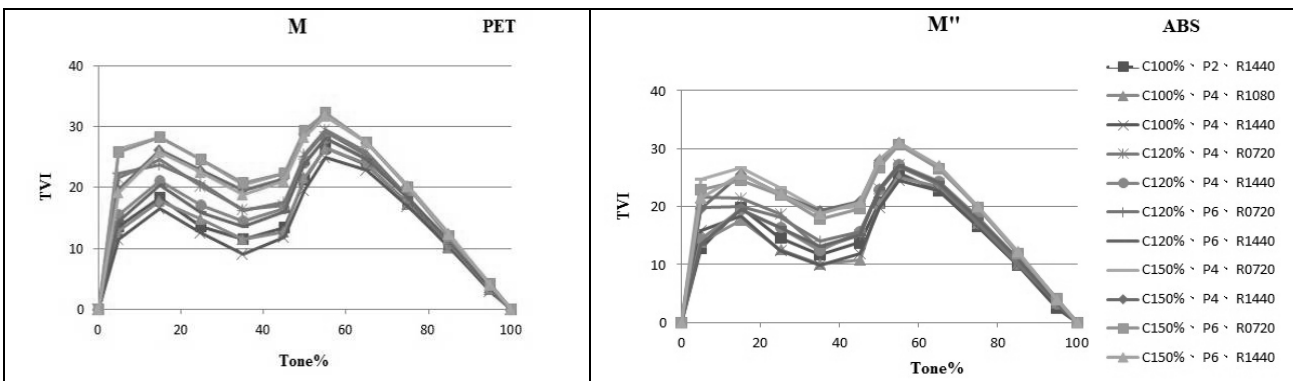 M PET
TVI
40
30
20
10
0
0 20 40 60 80 100
Tone%
M" ABS
TVI
40
30
20
10
0
0 20 40 60 80 100
Tone%
C100%、P2、R1440
C100%、P4、R1080
C100%、P4、R1440
C120%、P4、R0720
C120%、P4、R1440
C120%、P6、R0720
C120%、P6、R1440
C150%、P4、R0720
C150%、P4、R1440
C150%、P6、R0720
C150%、P6、R1440